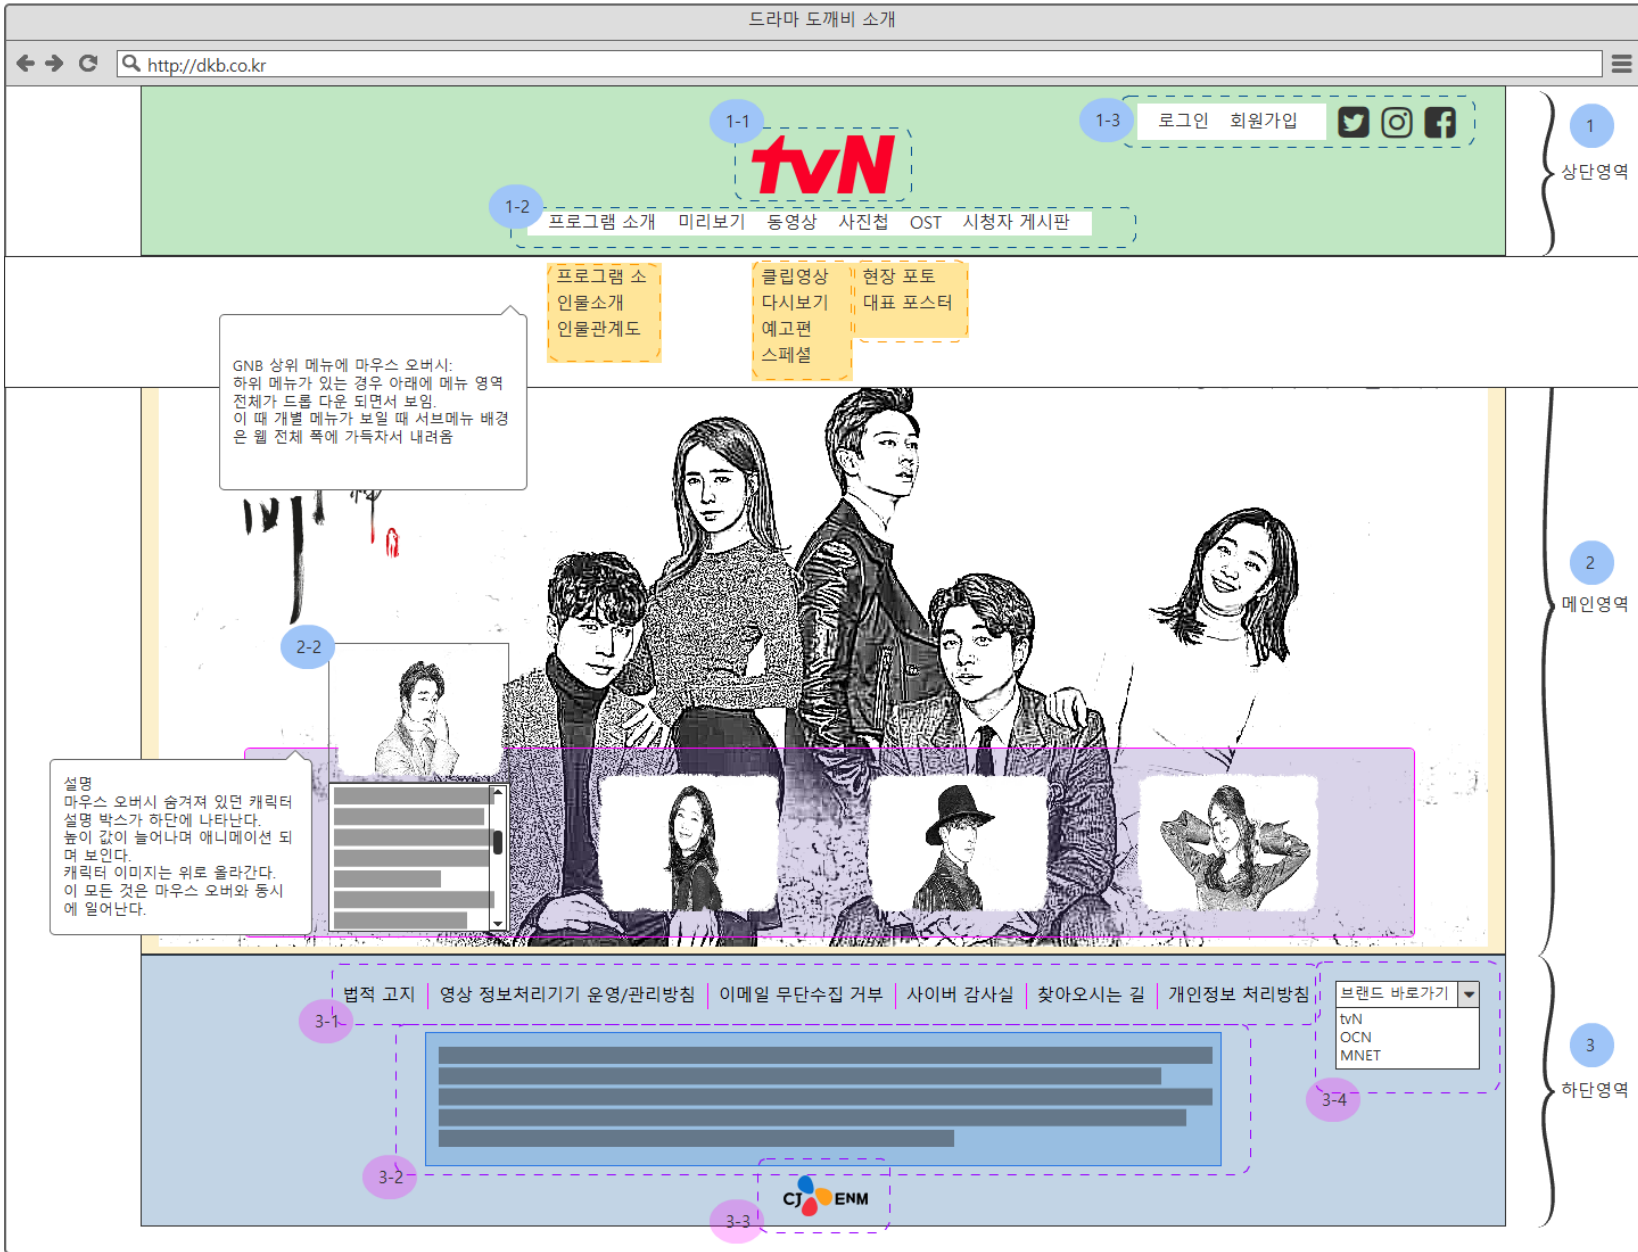 드라마 도깨비 소개
http://dkb.co.kr
1-1
1-3
로그인 회원가입
1
상단영역
tvN
1-2
프로그램 소개 미리보기 동영상 사진첩 OST 시청자 게시판
프로그램 소
인물소개
인물관계도
클립영상
다시보기
예고편
스페셜
현장 포토
대표 포스터
GNB 상위 메뉴에 마우스 오버시:
하위 메뉴가 있는 경우 아래에 메뉴 영역
전체가 드롭 다운 되면서 보임.
이 때 개별 메뉴가 보일 때 서브메뉴 배경
은 웹 전체 폭에 가득차서 내려옴
2
메인영역
2-2
설명
마우스 오버시 숨겨져 있던 캐릭터
설명 박스가 하단에 나타난다.
높이 값이 늘어나며 애니메이션 되
며 보인다.
캐릭터 이미지는 위로 올라간다.
이 모든 것은 마우스 오버와 동시
에 일어난다.
법적 고지 영상 정보처리기기 운영/관리방침 이메일 무단수집 거부 사이버 감사실 찾아오시는 길 개인정보 처리방침
3-1
브랜드 바로가기
tvN
OCN
MNET
3-4
3
하단영역
3-2
CJ ENM
3-3